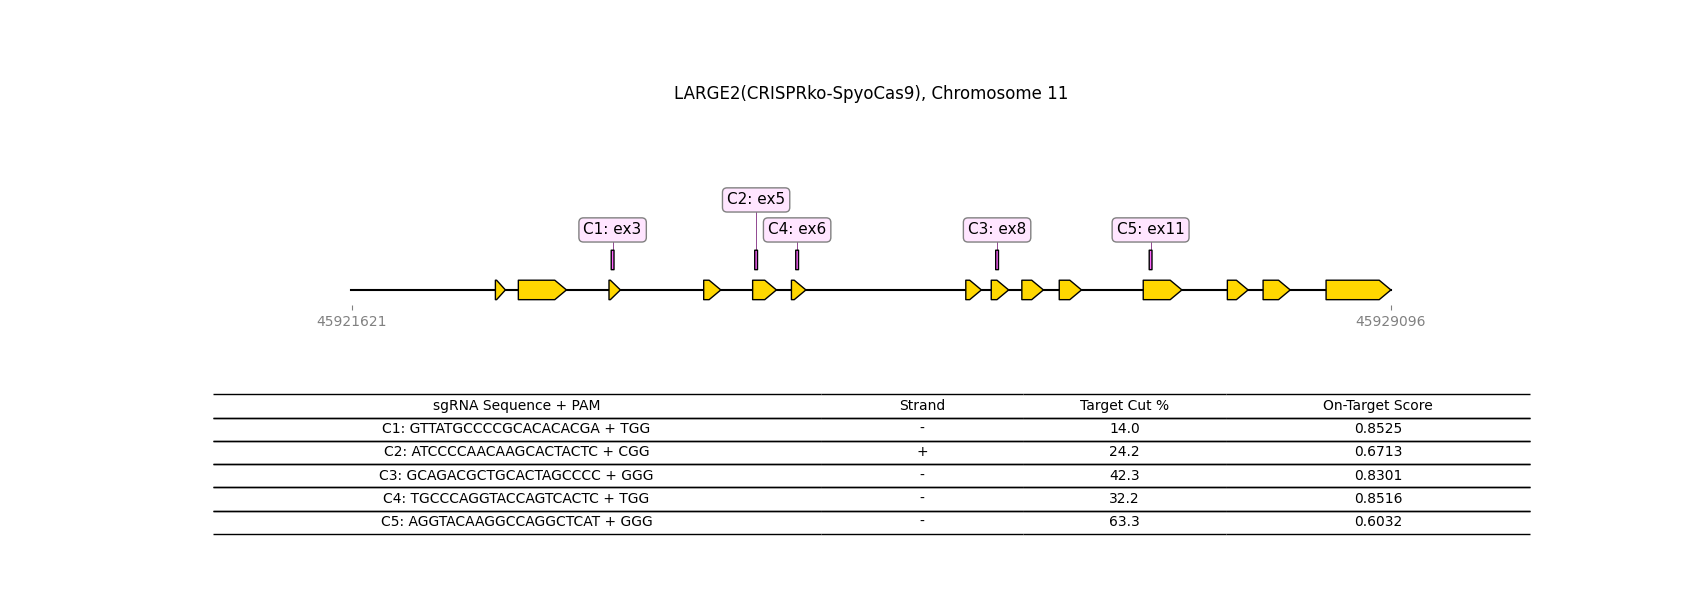 LARGE2(CRISPRko-SpyoCas9), Chromosome 11
C2: ex5
C1: ex3 C4: ex6 C3: ex8 C5: ex11
45921621 45929096
sgRNA Sequence + PAM Strand Target Cut % On-Target Score
C1: GTTATGCCCCGCACACACGA + TGG - 14.0 0.8525
C2: ATCCCCAACAAGCACTACTC + CGG + 24.2 0.6713
C3: GCAGACGCTGCACTAGCCCC + GGG - 42.3 0.8301
C4: TGCCCAGGTACCAGTCACTC + TGG - 32.2 0.8516
C5: AGGTACAAGGCCAGGCTCAT + GGG - 63.3 0.6032